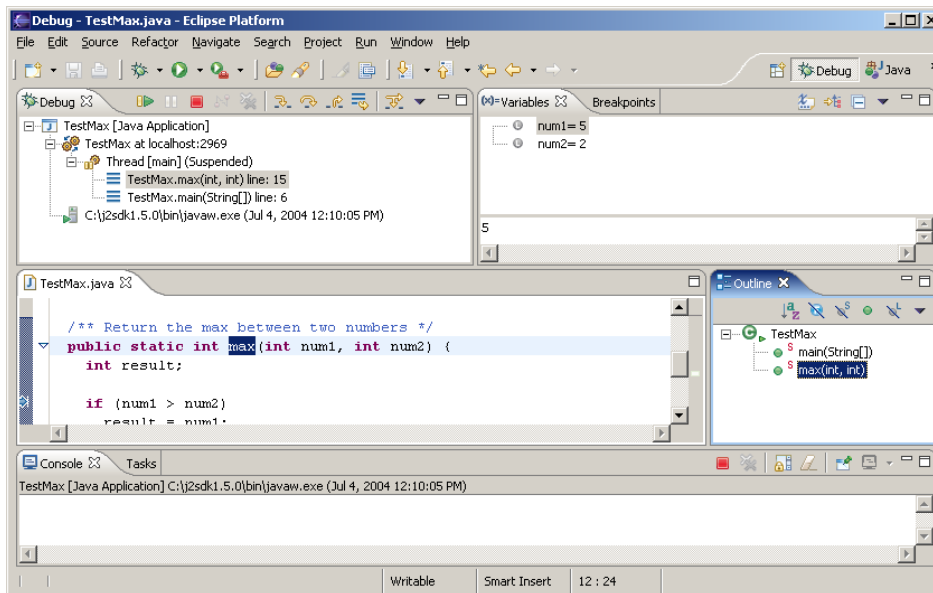 Debug - TestMax.java - Eclipse Platform
File Edit Source Refactor Navigate Search Project Run Window Help
Debug Java
Debug
TestMax [Java Application]
TestMax at localhost:2969
Thread [main] (Suspended)
TestMax.max(int, int) line: 15
TestMax.main(String[]) line: 6
C:\j2sdk1.5.0\bin\javaw.exe (Jul 4, 2004 12:10:05 PM)
(x)= Variables Breakpoints
num1= 5
num2= 2
5
TestMax.java
/** Return the max between two numbers */
public static int max(int num1, int num2) {
int result;
if (num1 > num2)
result = num1;
Outline
TestMax
S main(String[])
S max(int, int)
Console Tasks
TestMax [Java Application] C:\j2sdk1.5.0\bin\javaw.exe (Jul 4, 2004 12:10:05 PM)
Writable Smart Insert 12 : 24